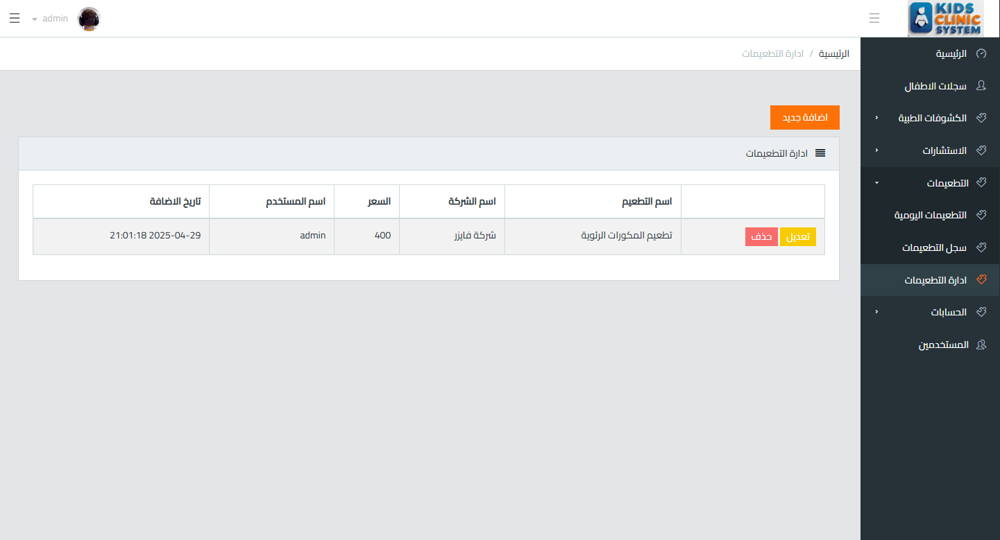 KIDS
CLINIC
SYSTEM
admin
الرئيسية
سجلات الاطفال
الكشوفات الطبية
الاستشارات
التطعيمات
التطعيمات اليومية
سجل التطعيمات
ادارة التطعيمات
الحسابات
المستخدمين
الرئيسية / ادارة التطعيمات
اضافة جديد
ادارة التطعيمات
اسم التطعيم اسم الشركة السعر اسم المستخدم تاريخ الاضافة
تعديل حذف تطعيم المكورات الرئوية شركة فايزر 400 admin 2025-04-29 21:01:18